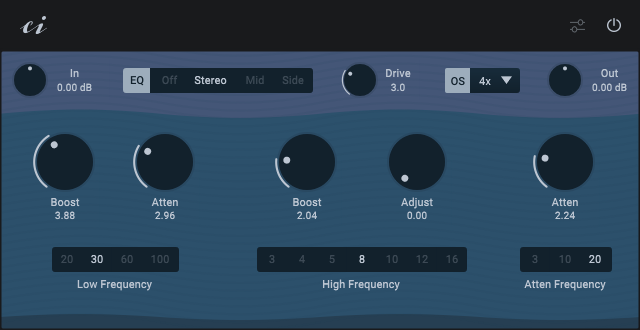 ci
In
0.00 dB
EQ Off Stereo Mid Side
Drive
3.0
OS 4x
Out
0.00 dB
Boost
3.88
Atten
2.96
Boost
2.04
Adjust
0.00
Atten
2.24
20 30 60 100
3 4 5 8 10 12 16
3 10 20
Low Frequency
High Frequency
Atten Frequency